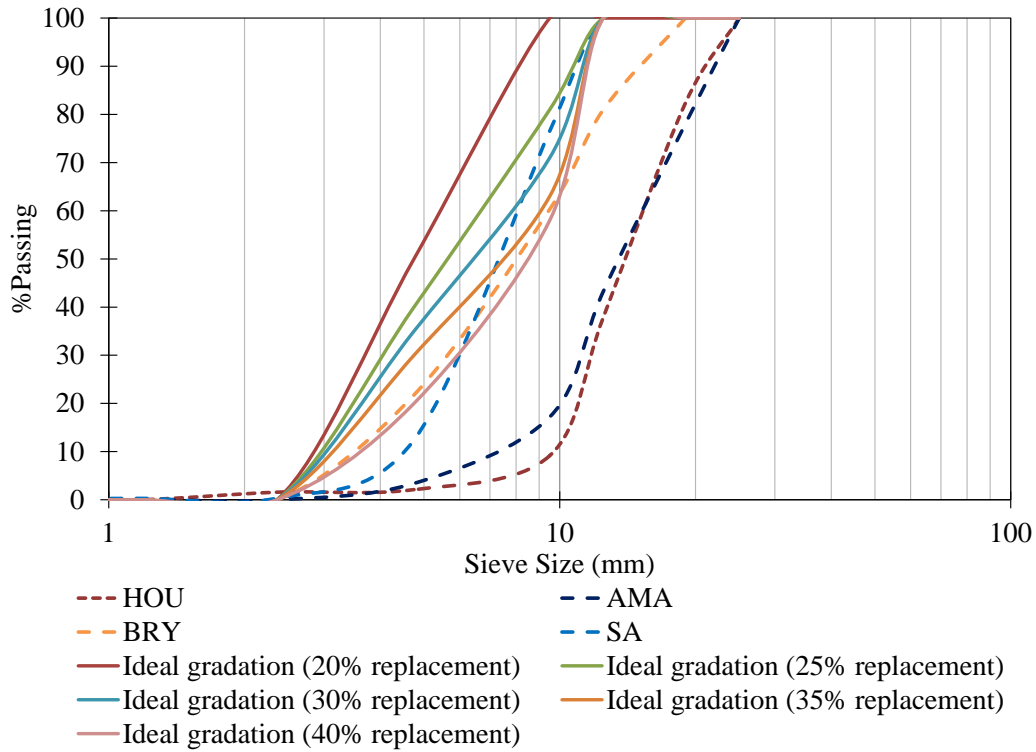 100
90
80
70
60
50
40
30
20
10
0
%Passing
1 10 100
Sieve Size (mm)
HOU AMA
BRY SA
Ideal gradation (20% replacement) Ideal gradation (25% replacement)
Ideal gradation (30% replacement) Ideal gradation (35% replacement)
Ideal gradation (40% replacement)